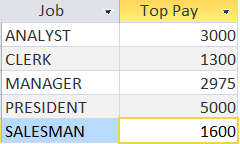 Job Top Pay
ANALYST 3000
CLERK 1300
MANAGER 2975
PRESIDENT 5000
SALESMAN 1600